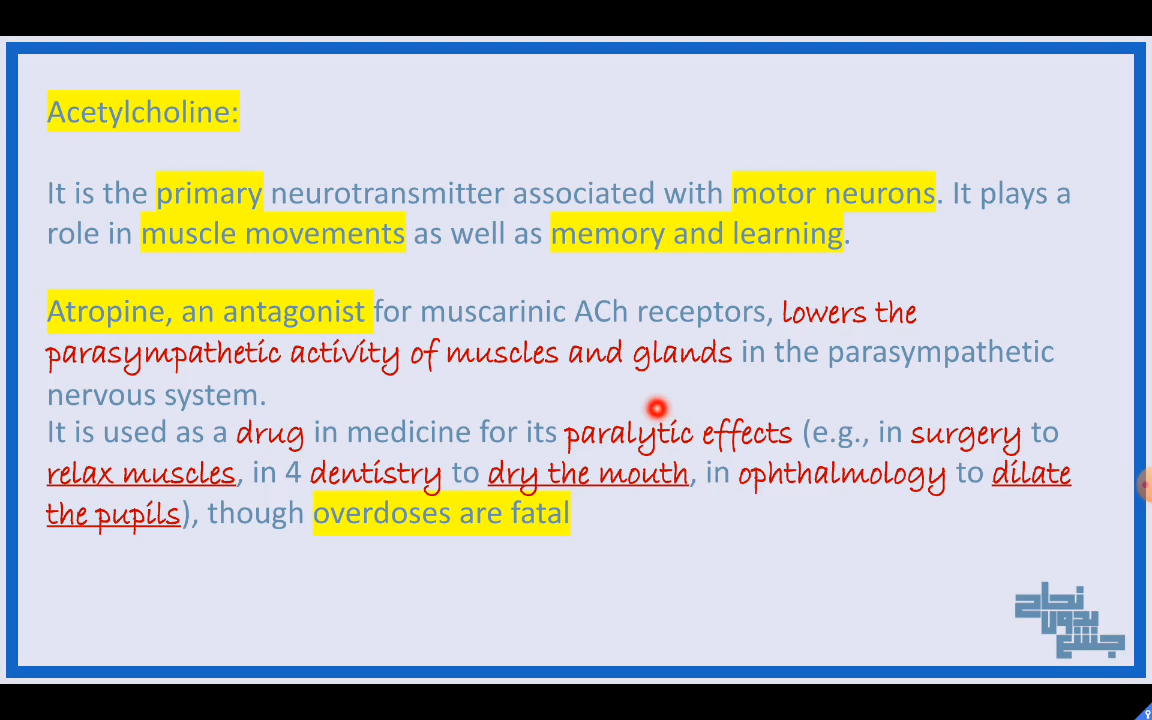 Acetylcholine:
It is the primary neurotransmitter associated with motor neurons. It plays a
role in muscle movements as well as memory and learning.
Atropine, an antagonist for muscarinic ACh receptors, lowers the
parasympathetic activity of muscles and glands in the parasympathetic
nervous system.
It is used as a drug in medicine for its paralytic effects (e.g., in surgery to
relax muscles, in 4 dentistry to dry the mouth, in ophthalmology to dilate
the pupils), though overdoses are fatal
نحاح
بدون
جشع